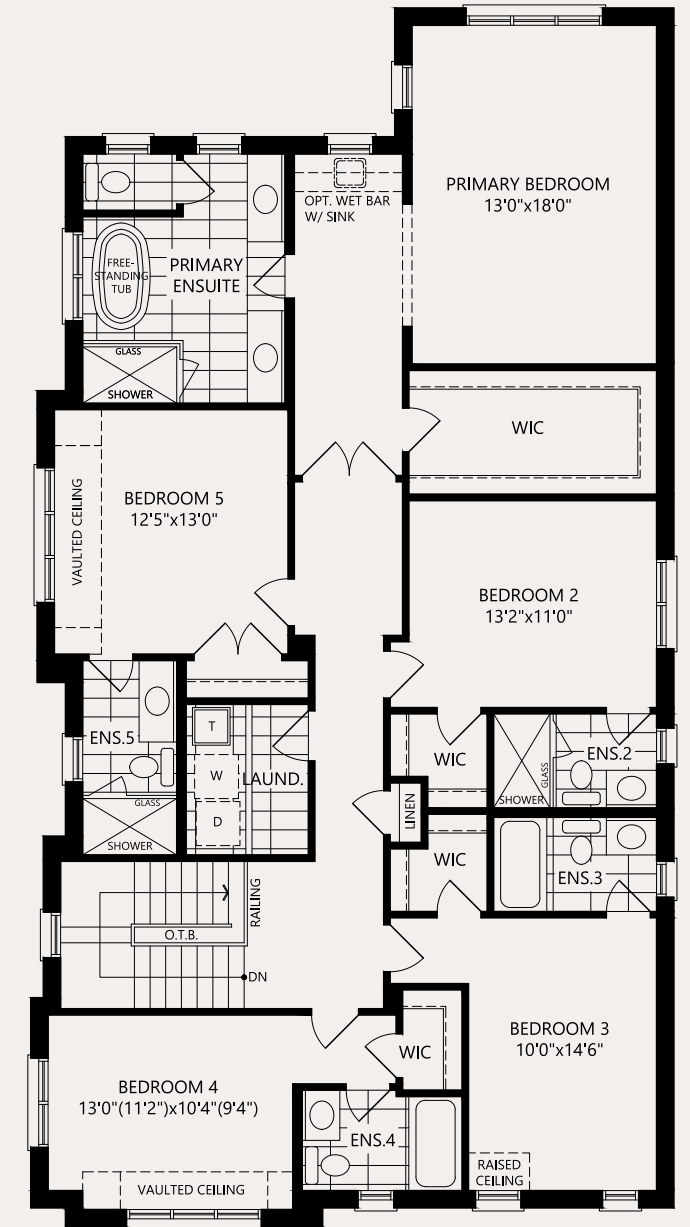 PRIMARY BEDROOM
13'0"x18'0"
OPT. WET BAR
W/ SINK
FREE-
STANDING
TUB
PRIMARY
ENSUITE
GLASS
SHOWER
WIC
BEDROOM 5
12'5"x13'0"
VAULTED CEILING
BEDROOM 2
13'2"x11'0"
ENS.5
T
W
D
LAUND.
WIC
ENS.2
GLASS
SHOWER
LINEN
GLASS
SHOWER
WIC
ENS.3
RAILING
O.T.B.
DN
BEDROOM 3
10'0"x14'6"
WIC
BEDROOM 4
13'0"(11'2")x10'4"(9'4")
ENS.4
VAULTED CEILING
RAISED
CEILING